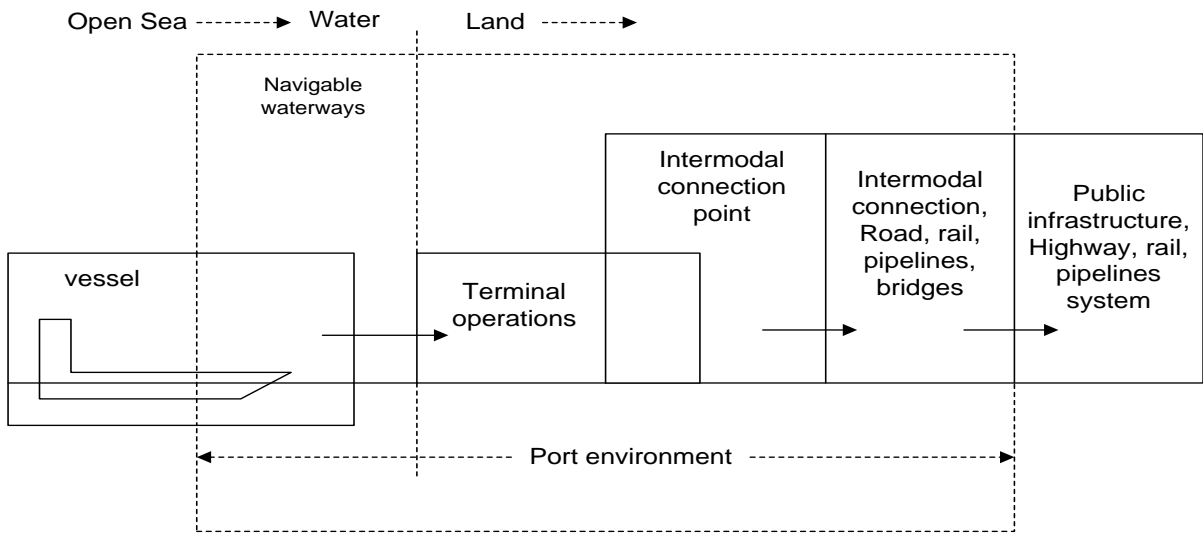 Open Sea
Water
Land
Navigable
waterways
vessel
Terminal
operations
Intermodal
connection
point
Intermodal
connection,
Road, rail,
pipelines,
bridges
Public
infrastructure,
Highway, rail,
pipelines
system
Port environment